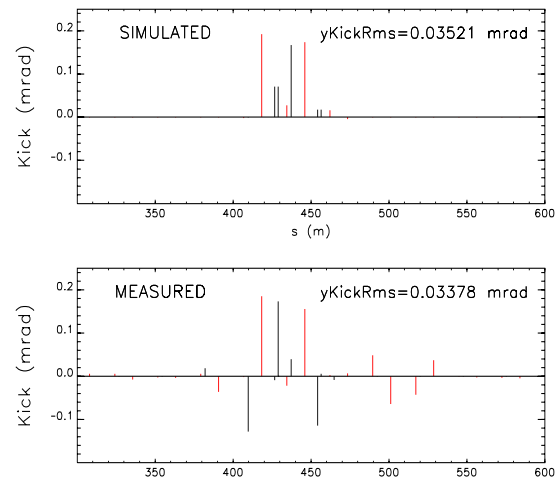 SIMULATED yKickRms=0.03521 mrad
0.2
0.1
0.0
-0.1
Kick (mrad)
350 400 450 500 550 600
s (m)
MEASURED yKickRms=0.03378 mrad
0.2
0.1
0.0
-0.1
Kick (mrad)
350 400 450 500 550 600